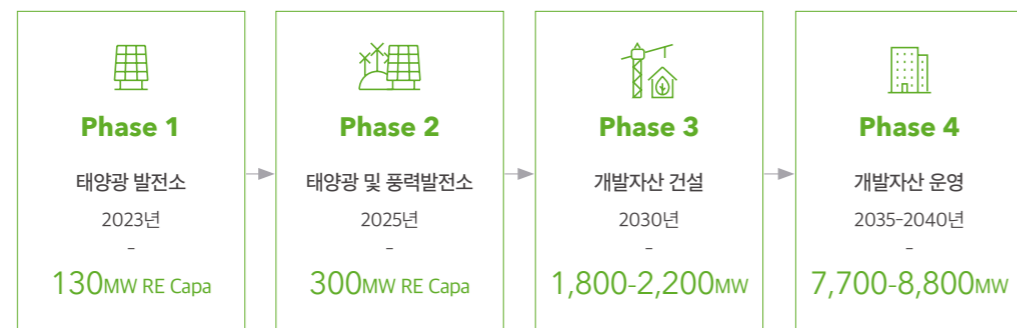 Phase 1
태양광 발전소
2023년
-
130MW RE Capa
Phase 2
태양광 및 풍력발전소
2025년
-
300MW RE Capa
Phase 3
개발자산 건설
2030년
-
1,800-2,200MW
Phase 4
개발자산 운영
2035-2040년
-
7,700-8,800MW